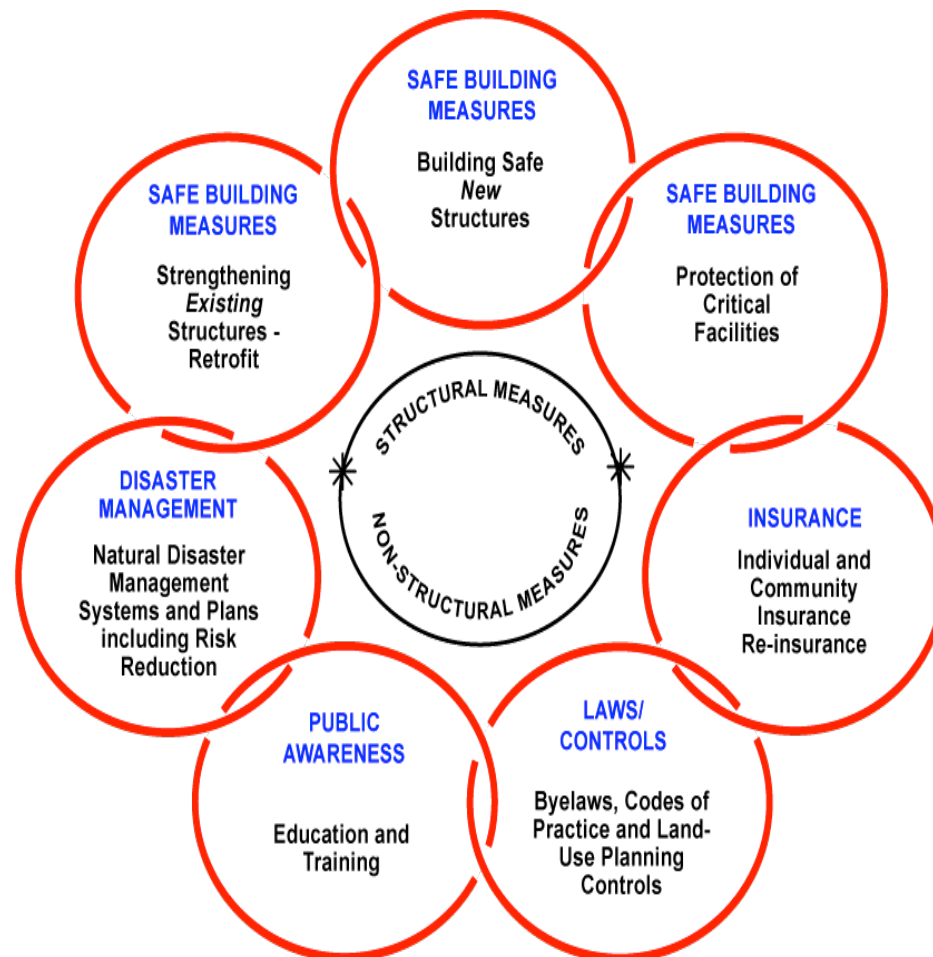 SAFE BUILDING
MEASURES
Building Safe
New
Structures
SAFE BUILDING
MEASURES
Strengthening
Existing
Structures -
Retrofit
SAFE BUILDING
MEASURES
Protection of
Critical
Facilities
STRUCTURAL MEASURES
NON-STRUCTURAL MEASURES
DISASTER
MANAGEMENT
Natural Disaster
Management
Systems and Plans
including Risk
Reduction
INSURANCE
Individual and
Community
Insurance
Re-insurance
PUBLIC
AWARENESS
Education and
Training
LAWS/
CONTROLS
Byelaws, Codes of
Practice and Land-
Use Planning
Controls